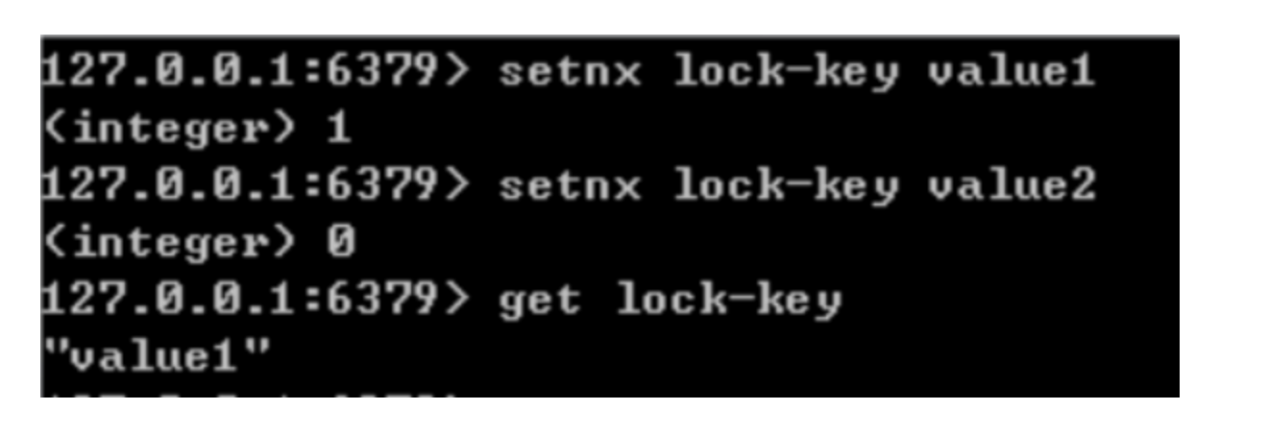 127.0.0.1:6379> setnx lock-key value1
(integer) 1
127.0.0.1:6379> setnx lock-key value2
(integer) 0
127.0.0.1:6379> get lock-key
"value1"